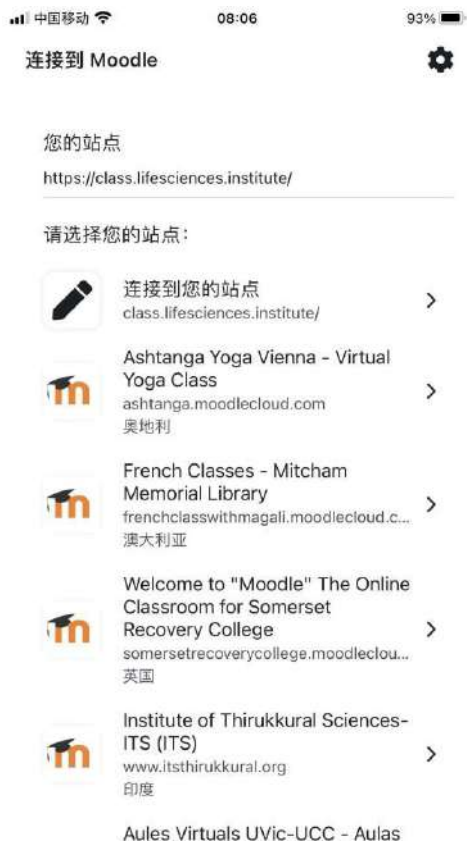 中国移动 08:06 93%
连接到 Moodle
您的站点
https://class.lifesciences.institute/
请选择您的站点：
连接到您的站点
class.lifesciences.institute/
Ashtanga Yoga Vienna - Virtual
Yoga Class
ashtanga.moodlecloud.com
奥地利
French Classes - Mitcham
Memorial Library
frenchclasswithmagali.moodlecloud.c...
澳大利亚
Welcome to "Moodle" The Online
Classroom for Somerset
Recovery College
somersetrecoverycollege.moodleclou...
英国
Institute of Thirukkural Sciences-
ITS (ITS)
www.itsthirukkural.org
印度
Aules Virtuals UVic-UCC - Aulas